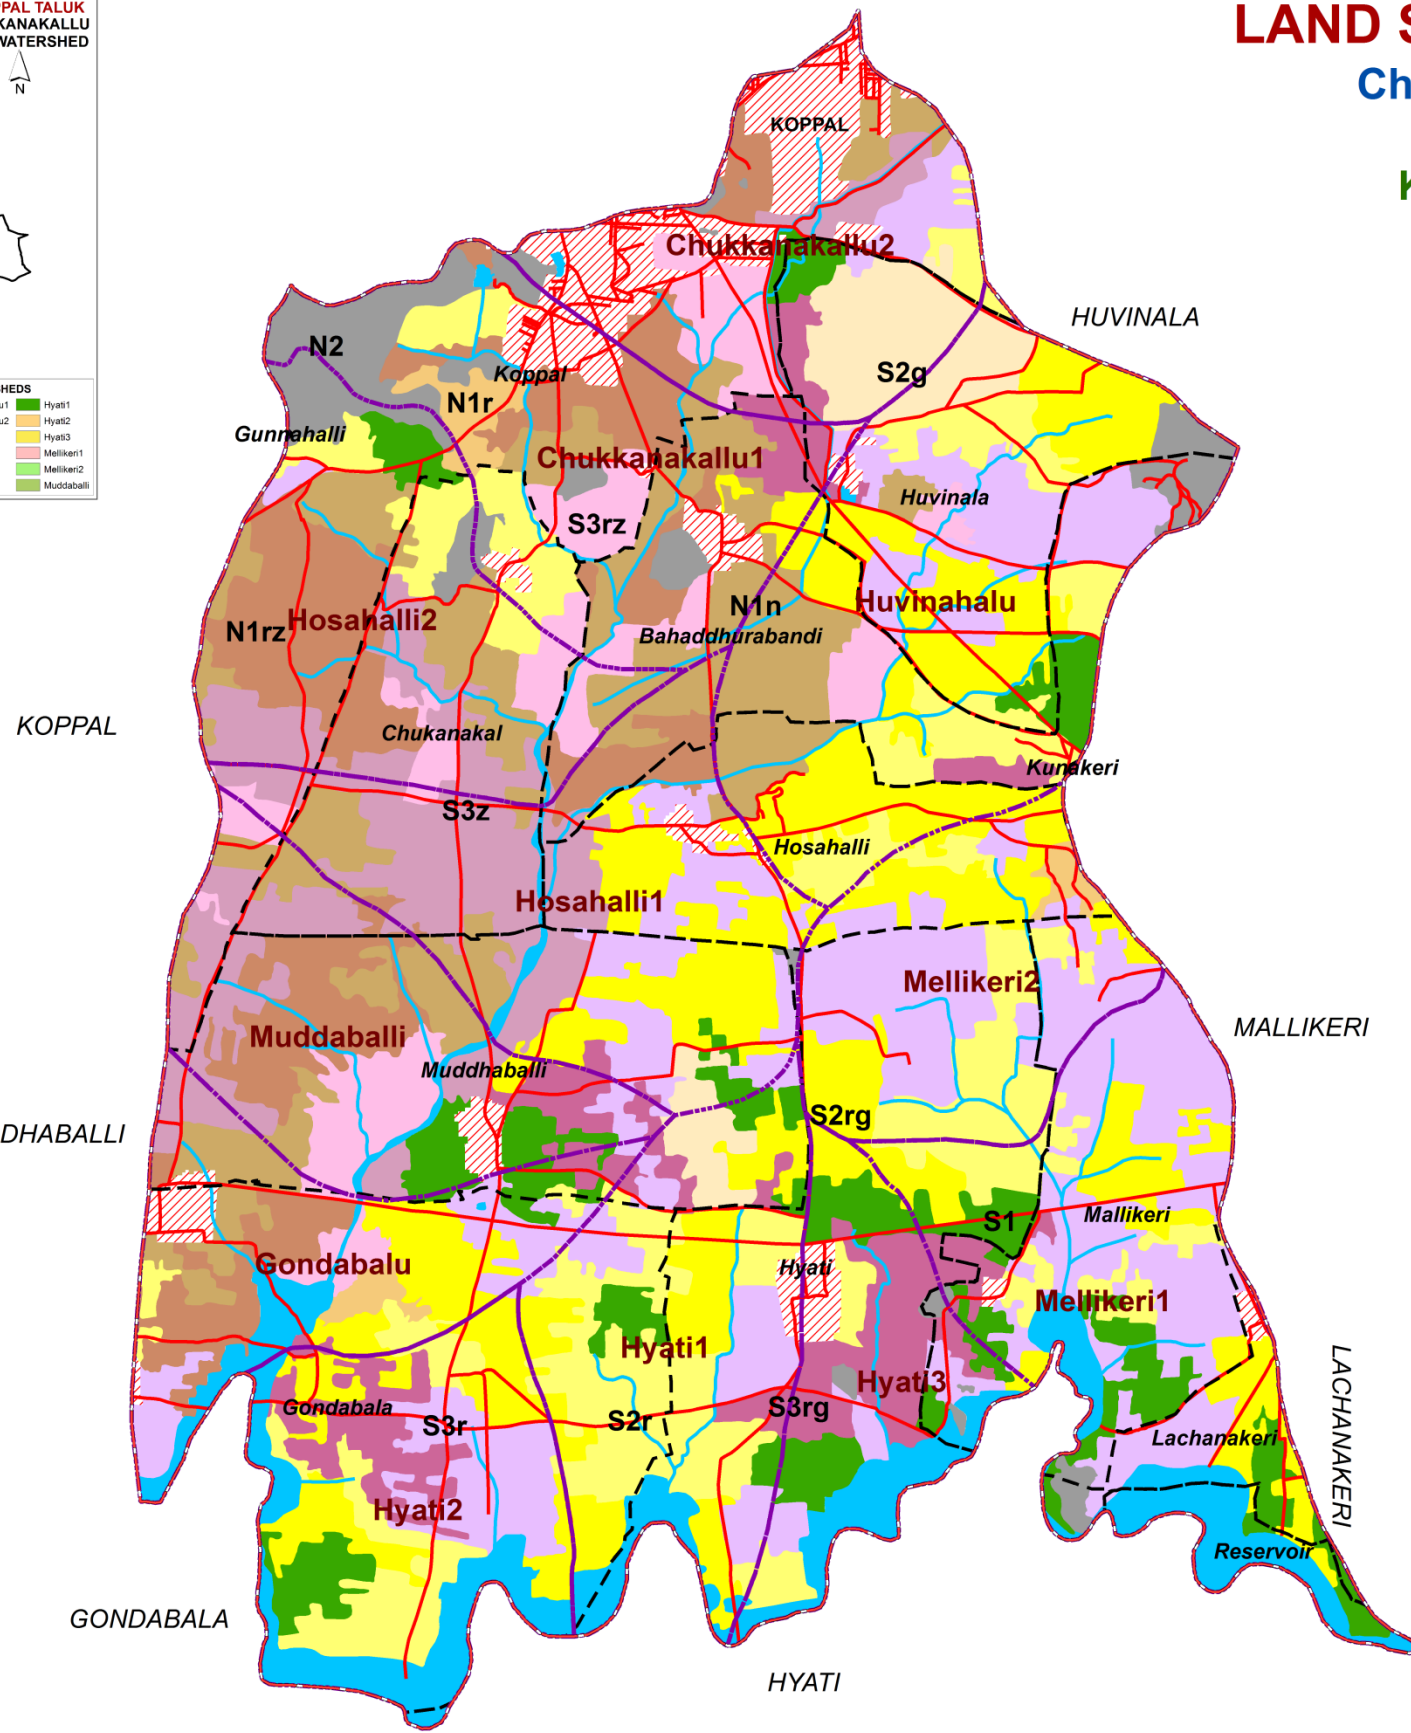 PAL TALUK
KANAKALLU
WATERSHED
N
LAND S
Ch
K
KOPPAL
Chukkanakallu2
HUVINALA
N2
S2g
Koppal
N1r
HEDS
Hyati1
Hyati2
Hyati3
Mellikeri1
Mellikeri2
Muddaballi
Gunnahalli
Chukkanakallu1
Huvinala
S3rz
N1n
Huvinahalu
N1rz
Hosahalli2
Bahaddhurabandi
KOPPAL
Chukanakal
Kunakeri
S3z
Hosahalli
Hosahalli1
Mellikeri2
Muddaballi
MALLIKERI
Muddhaballi
DHABALLI
S2rg
Mallikeri
S1
Gondabalu
Hyati
Mellikeri1
Hyati1
Hyati3
LACHANAKERI
Gondabala
S3r
S2r
S3rg
Lachanakeri
Hyati2
Reservoir
GONDABALA
HYATI